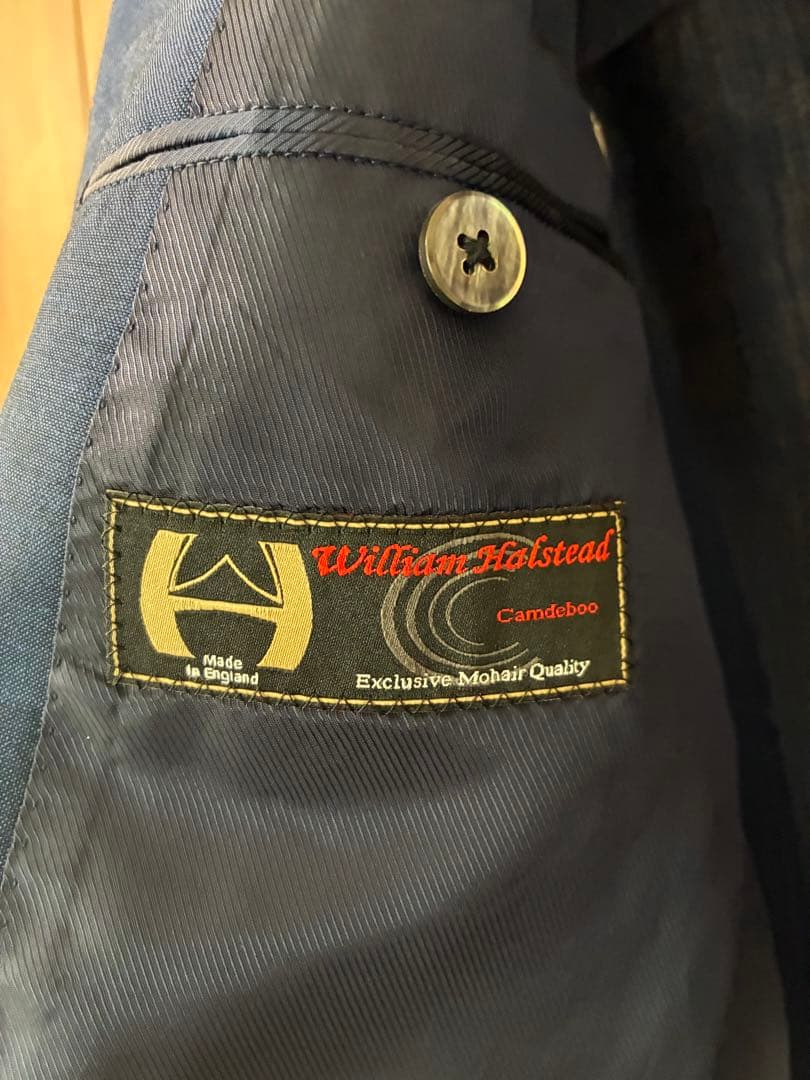 William Halstead
Camdeboo
Made
In England
Exclusive Mohair Quality